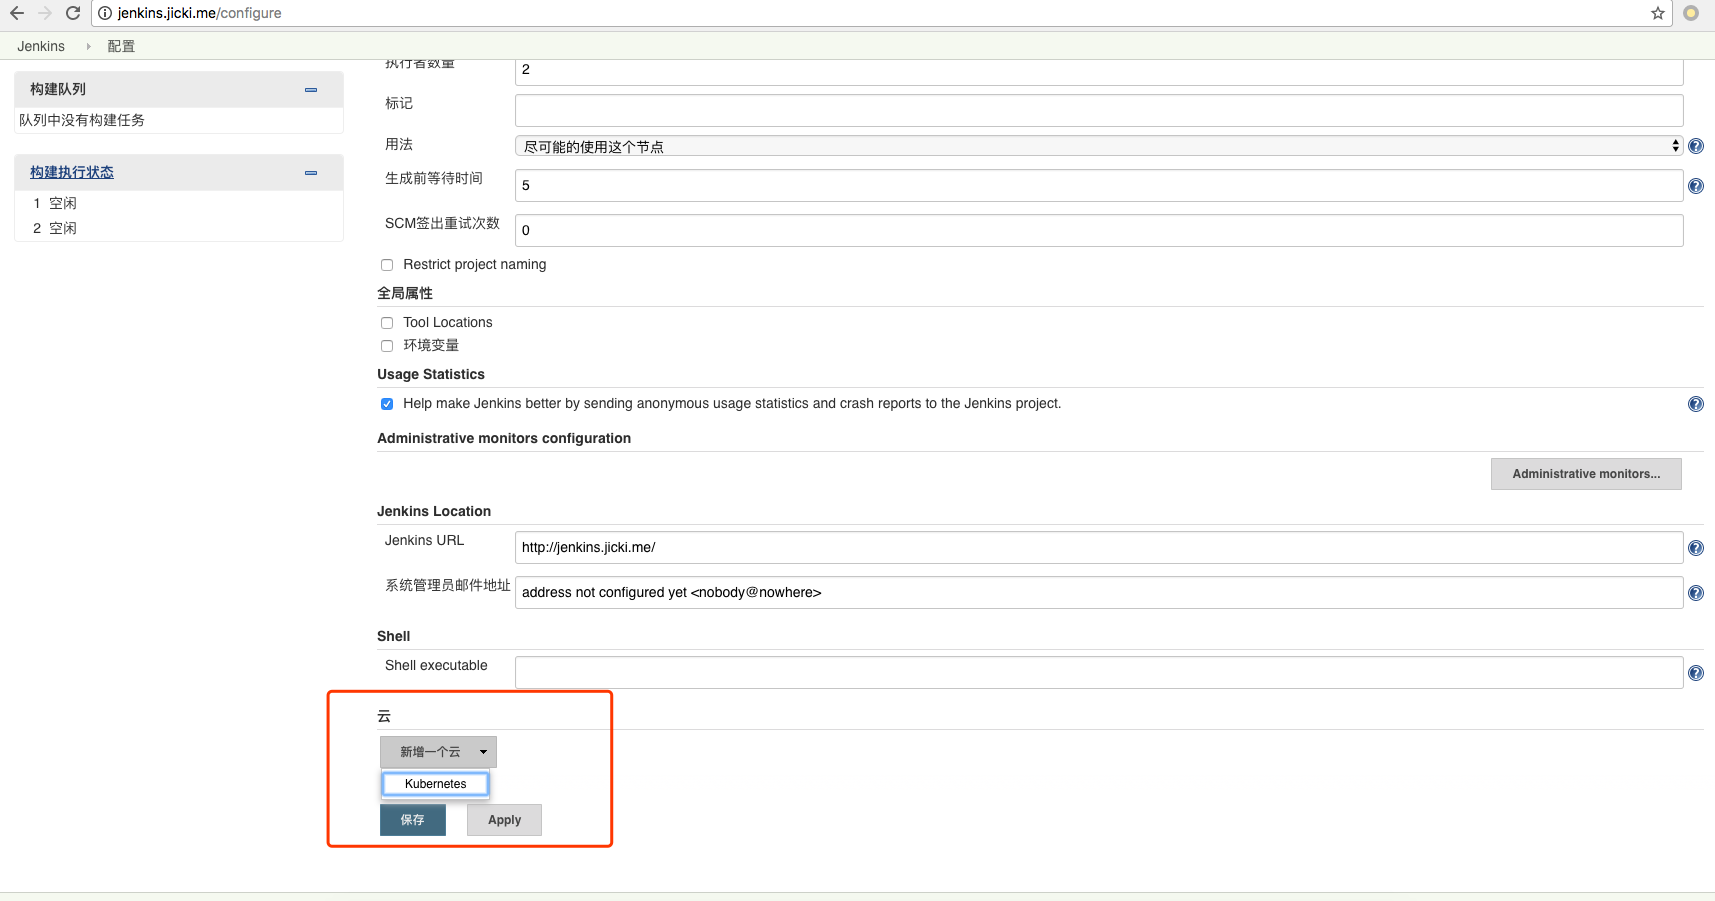 jenkins.jicki.me/configure
Jenkins 配置
构建队列
队列中没有构建任务
构建执行状态
1 空闲
2 空闲
执行者数量 2
标记
用法 尽可能的使用这个节点
生成前等待时间 5
SCM签出重试次数 0
Restrict project naming
全局属性
Tool Locations
环境变量
Usage Statistics
Help make Jenkins better by sending anonymous usage statistics and crash reports to the Jenkins project.
Administrative monitors configuration
Administrative monitors...
Jenkins Location
Jenkins URL http://jenkins.jicki.me/
系统管理员邮件地址 address not configured yet <nobody@nowhere>
Shell
Shell executable
云
新增一个云
Kubernetes
保存 Apply